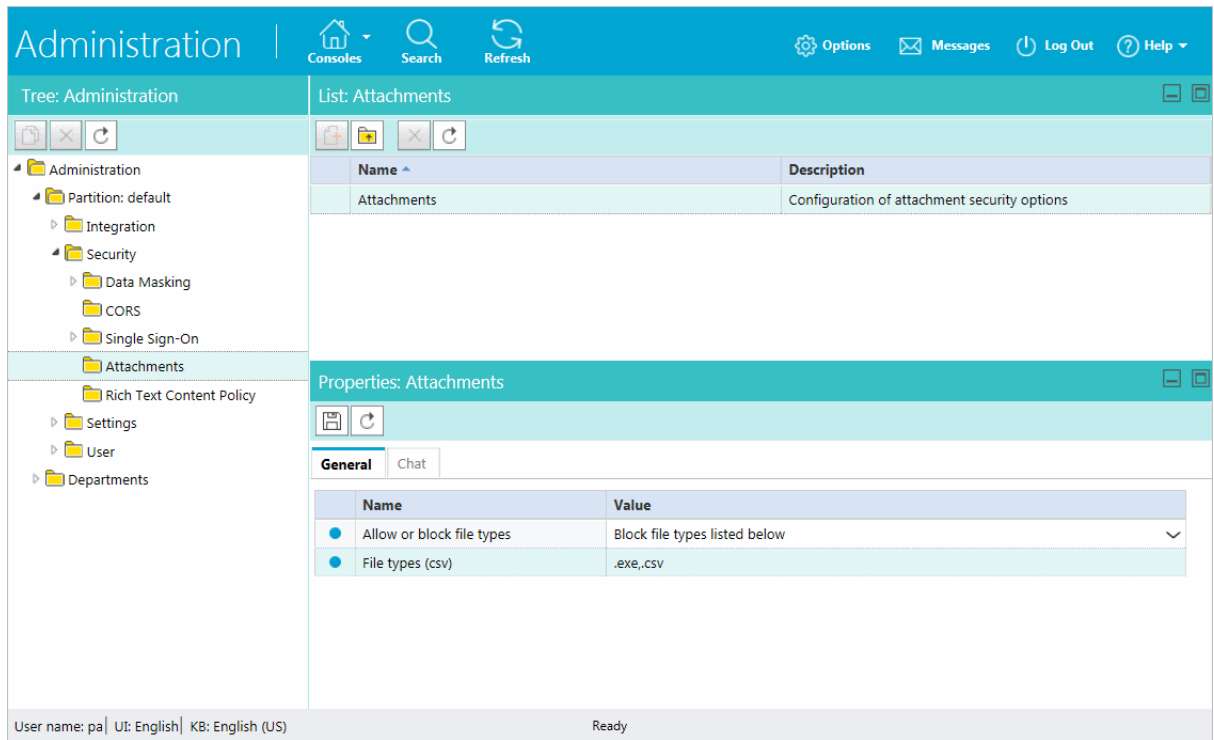 Administration Consoles Search Refresh Options Messages Log Out Help
Tree: Administration
List: Attachments
Administration
Partition: default
Integration
Security
Data Masking
CORS
Single Sign-On
Attachments
Rich Text Content Policy
Settings
User
Departments
Name Description
Attachments Configuration of attachment security options
Properties: Attachments
General Chat
Name Value
Allow or block file types Block file types listed below
File types (csv) .exe,.csv
User name: pa UI: English KB: English (US) Ready